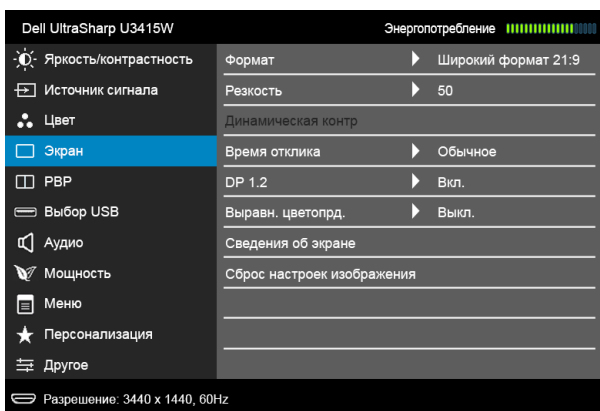 Dell UltraSharp U3415W Энергопотребление
Яркость/контрастность Формат Широкий формат 21:9
Источник сигнала Резкость 50
Цвет Динамическая контр
Экран Время отклика Обычное
PBP DP 1.2 Вкл.
Выбор USB Выравн. цветопрд. Выкл.
Аудио Сведения об экране
Мощность Сброс настроек изображения
Меню
Персонализация
Другое
Разрешение: 3440 x 1440, 60Hz